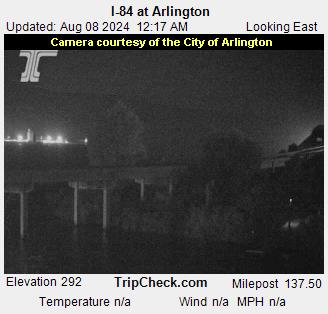 I-84 at Arlington
Updated: Aug 08 2024 12:17 AM Looking East
Camera courtesy of the City of Arlington
Elevation 292 TripCheck.com Milepost 137.50
Temperature n/a Wind n/a MPH n/a